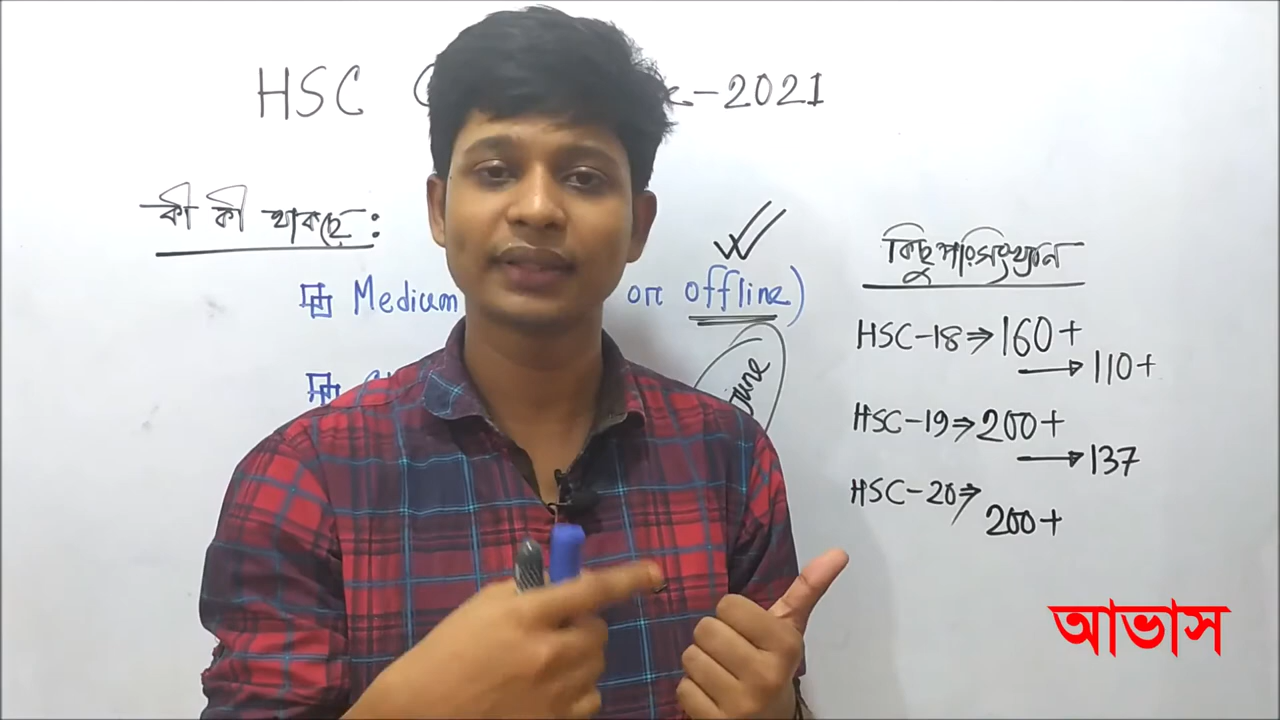 HSC -2021
কী কী থাকছে :
Medium or offline)
কিছু পরিসংখ্যান
HSC-18⇒160+
→110+
HSC-19⇒200+
→137
HSC-20⇒
200+
আভাস